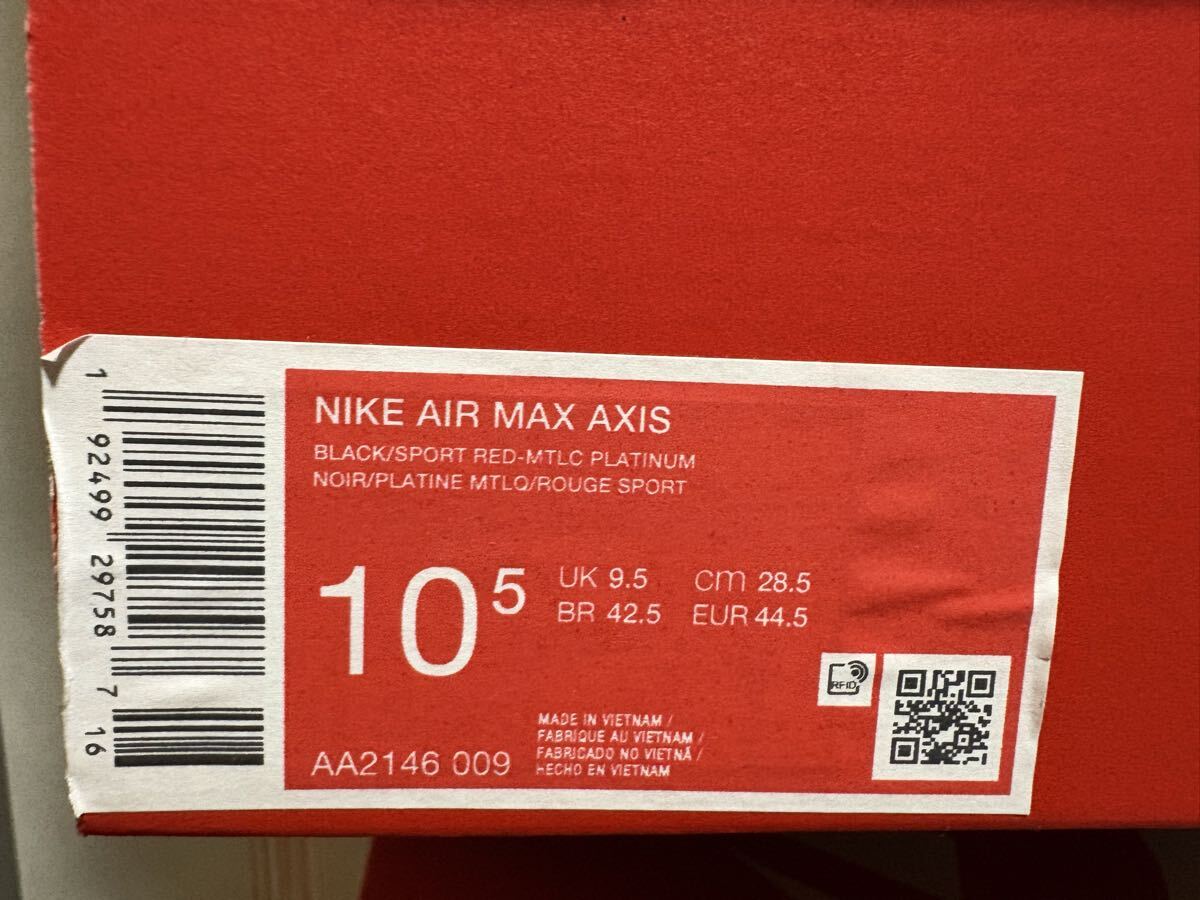 1 92499 29758 7 16
NIKE AIR MAX AXIS
BLACK/SPORT RED-MTLC PLATINUM
NOIR/PLATINE MTLQ/ROUGE SPORT
10 5
UK 9.5 cm 28.5
BR 42.5 EUR 44.5
RFID
AA2146 009
MADE IN VIETNAM /
FABRIQUE AU VIETNAM /
FABRICADO NO VIETNÃ /
HECHO EN VIETNAM